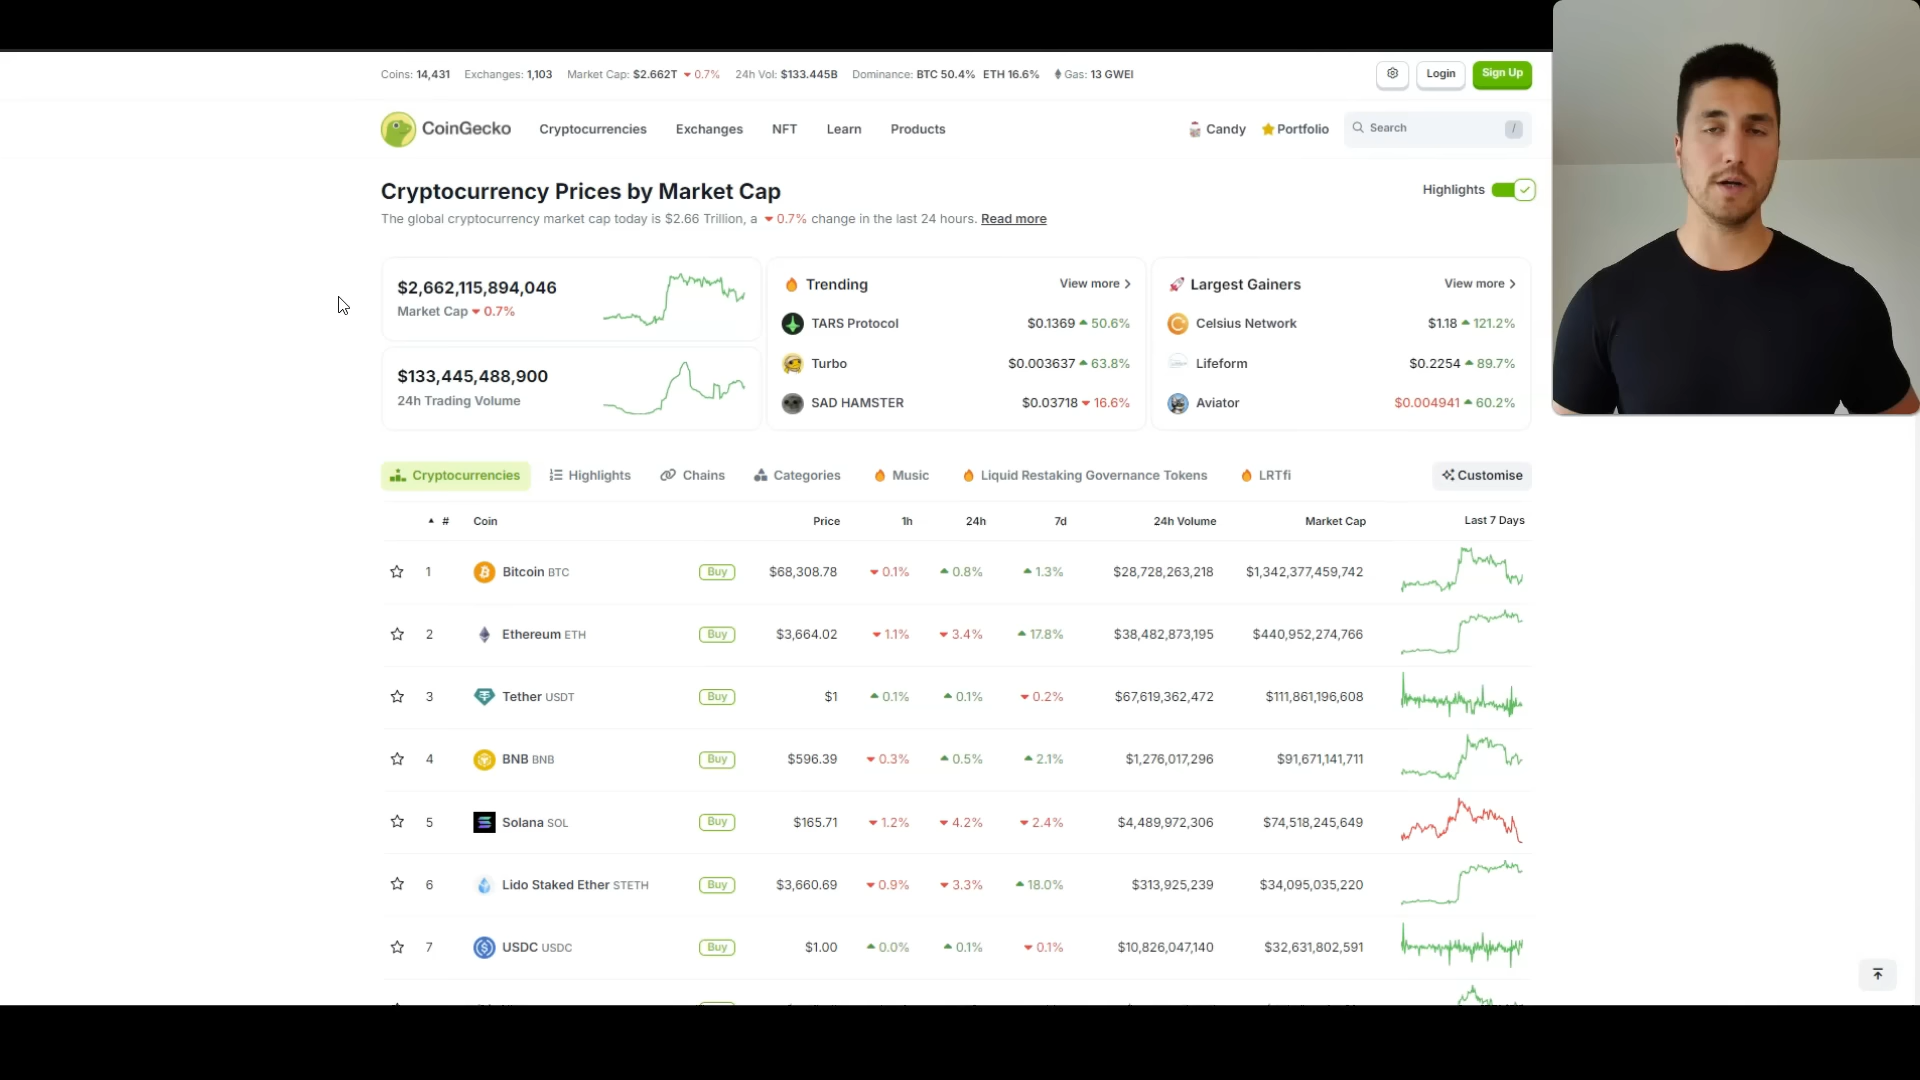 Coins: 14,431 Exchanges: 1,103 Market Cap: $2.662T 0.7% 24h Vol: $133.445B Dominance: BTC 50.4% ETH 16.6% Gas: 13 GWEI Login Sign Up
CoinGecko Cryptocurrencies Exchanges NFT Learn Products Candy Portfolio Search /
Cryptocurrency Prices by Market Cap Highlights
The global cryptocurrency market cap today is $2.66 Trillion, a 0.7% change in the last 24 hours. Read more
$2,662,115,894,046
Market Cap 0.7%
$133,445,488,900
24h Trading Volume
Trending View more
TARS Protocol $0.1369 50.6%
Turbo $0.003637 63.8%
SAD HAMSTER $0.03718 16.6%
Largest Gainers View more
Celsius Network $1.18 121.2%
Lifeform $0.2254 89.7%
Aviator $0.004941 60.2%
Cryptocurrencies Highlights Chains Categories Music Liquid Restaking Governance Tokens LRTfi Customise
# Coin Price 1h 24h 7d 24h Volume Market Cap Last 7 Days
1 Bitcoin BTC Buy $68,308.78 0.1% 0.8% 1.3% $28,728,263,218 $1,342,377,459,742
2 Ethereum ETH Buy $3,664.02 1.1% 3.4% 17.8% $38,482,873,195 $440,952,274,766
3 Tether USDT Buy $1 0.1% 0.1% 0.2% $67,619,362,472 $111,861,196,608
4 BNB BNB Buy $596.39 0.3% 0.5% 2.1% $1,276,017,296 $91,671,141,711
5 Solana SOL Buy $165.71 1.2% 4.2% 2.4% $4,489,972,306 $74,518,245,649
6 Lido Staked Ether STETH Buy $3,660.69 0.9% 3.3% 18.0% $313,925,239 $34,095,035,220
7 USDC USDC Buy $1.00 0.0% 0.1% 0.1% $10,826,047,140 $32,631,802,591